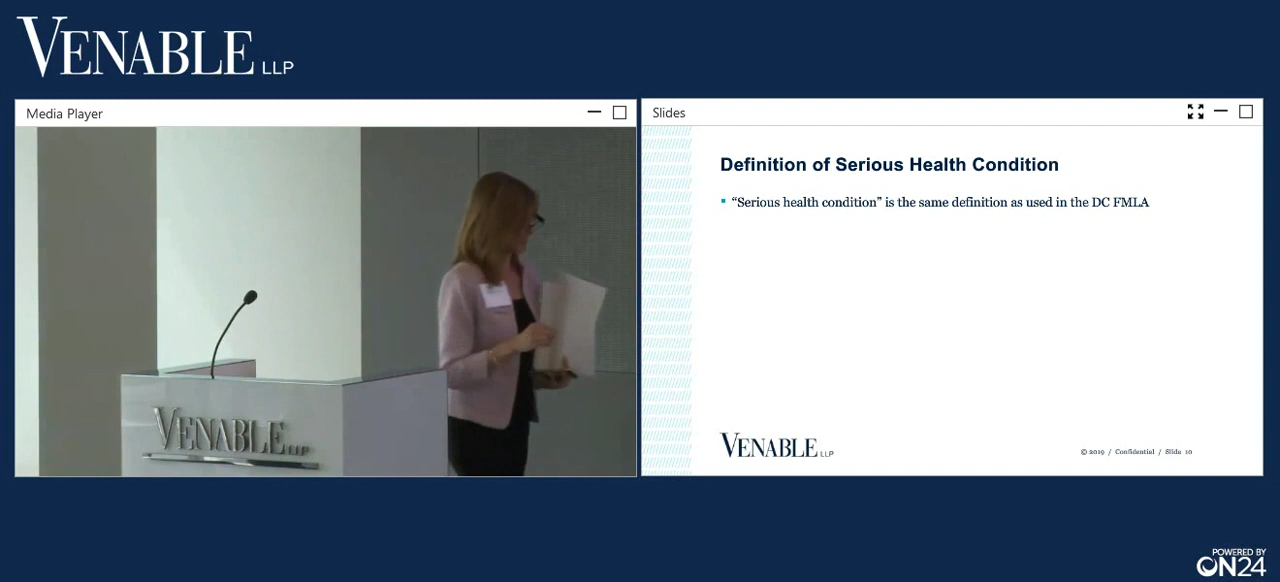 VENABLE LLP
Media Player
Slides
Definition of Serious Health Condition
▪ “Serious health condition” is the same definition as used in the DC FMLA
VENABLE LLP
VENABLE LLP
© 2019 / Confidential / Slide 10
POWERED BY
ON24